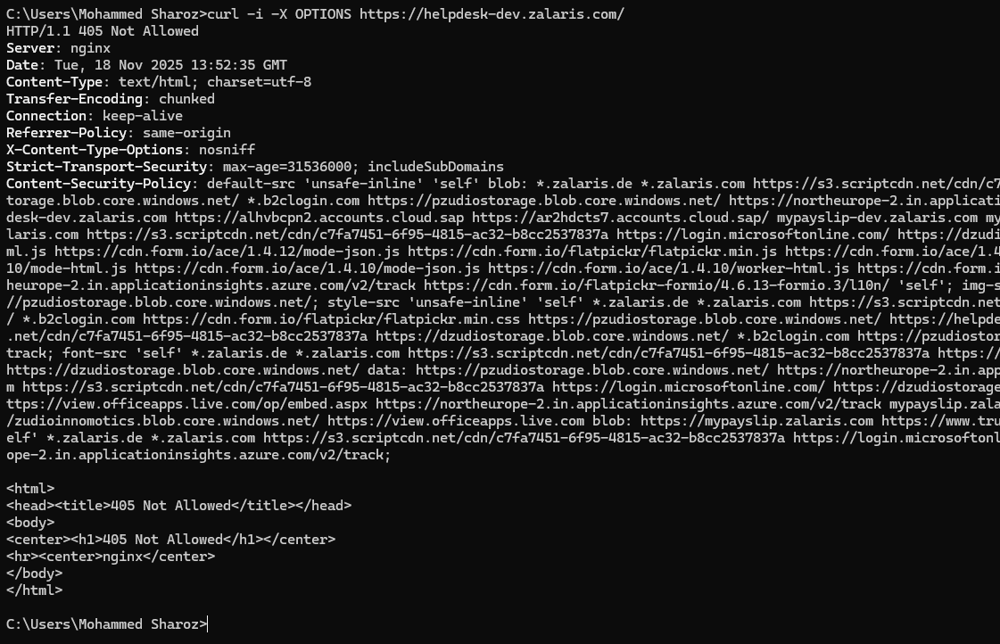 C:\Users\Mohammed Sharoz>curl -i -X OPTIONS https://helpdesk-dev.zalaris.com/
HTTP/1.1 405 Not Allowed
Server: nginx
Date: Tue, 18 Nov 2025 13:52:35 GMT
Content-Type: text/html; charset=utf-8
Transfer-Encoding: chunked
Connection: keep-alive
Referrer-Policy: same-origin
X-Content-Type-Options: nosniff
Strict-Transport-Security: max-age=31536000; includeSubDomains
Content-Security-Policy: default-src 'unsafe-inline' 'self' blob: *.zalaris.de *.zalaris.com https://s3.scriptcdn.net/cdn/c7
torage.blob.core.windows.net/ *.b2clogin.com https://pzudiostorage.blob.core.windows.net/ https://northeurope-2.in.applicati
desk-dev.zalaris.com https://alhvbcpn2.accounts.cloud.sap https://ar2hdcts7.accounts.cloud.sap/ mypayslip-dev.zalaris.com my
laris.com https://s3.scriptcdn.net/cdn/c7fa7451-6f95-4815-ac32-b8cc2537837a https://login.microsoftonline.com/ https://dzudi
ml.js https://cdn.form.io/ace/1.4.12/mode-json.js https://cdn.form.io/flatpickr/flatpickr.min.js https://cdn.form.io/ace/1.4
10/mode-html.js https://cdn.form.io/ace/1.4.10/mode-json.js https://cdn.form.io/ace/1.4.10/worker-html.js https://cdn.form.i
heurope-2.in.applicationinsights.azure.com/v2/track https://cdn.form.io/flatpickr-formio/4.6.13-formio.3/l10n/ 'self'; img-s
//pzudiostorage.blob.core.windows.net/; style-src 'unsafe-inline' 'self' *.zalaris.de *.zalaris.com https://s3.scriptcdn.net
/ *.b2clogin.com https://cdn.form.io/flatpickr/flatpickr.min.css https://pzudiostorage.blob.core.windows.net/ https://helpde
.net/cdn/c7fa7451-6f95-4815-ac32-b8cc2537837a https://dzudiostorage.blob.core.windows.net/ *.b2clogin.com https://pzudiostor
track; font-src 'self' *.zalaris.de *.zalaris.com https://s3.scriptcdn.net/cdn/c7fa7451-6f95-4815-ac32-b8cc2537837a https://
https://dzudiostorage.blob.core.windows.net/ data: https://pzudiostorage.blob.core.windows.net/ https://northeurope-2.in.app
m https://s3.scriptcdn.net/cdn/c7fa7451-6f95-4815-ac32-b8cc2537837a https://login.microsoftonline.com/ https://dzudiostorage
ttps://view.officeapps.live.com/op/embed.aspx https://northeurope-2.in.applicationinsights.azure.com/v2/track mypayslip.zala
/zudioinnomotics.blob.core.windows.net/ https://view.officeapps.live.com blob: https://mypayslip.zalaris.com https://www.tru
elf' *.zalaris.de *.zalaris.com https://s3.scriptcdn.net/cdn/c7fa7451-6f95-4815-ac32-b8cc2537837a https://login.microsoftonl
ope-2.in.applicationinsights.azure.com/v2/track;
<html>
<head><title>405 Not Allowed</title></head>
<body>
<center><h1>405 Not Allowed</h1></center>
<hr><center>nginx</center>
</body>
</html>
C:\Users\Mohammed Sharoz>